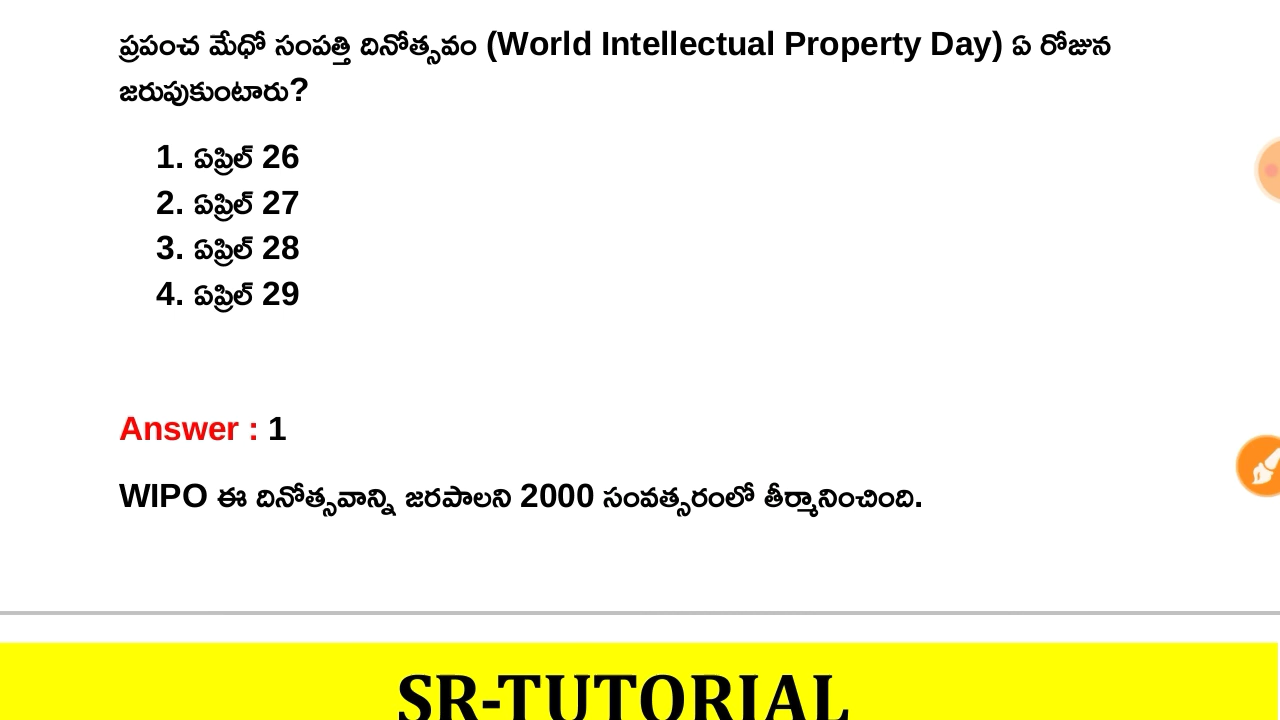 ప్రపంచ మేధో సంపత్తి దినోత్సవం (World Intellectual Property Day) ఏ రోజున
జరుపుకుంటారు?
1. ఏప్రిల్ 26
2. ఏప్రిల్ 27
3. ఏప్రిల్ 28
4. ఏప్రిల్ 29
Answer : 1
WIPO ఈ దినోత్సవాన్ని జరపాలని 2000 సంవత్సరంలో తీర్మానించింది.
SR-TUTORIAL